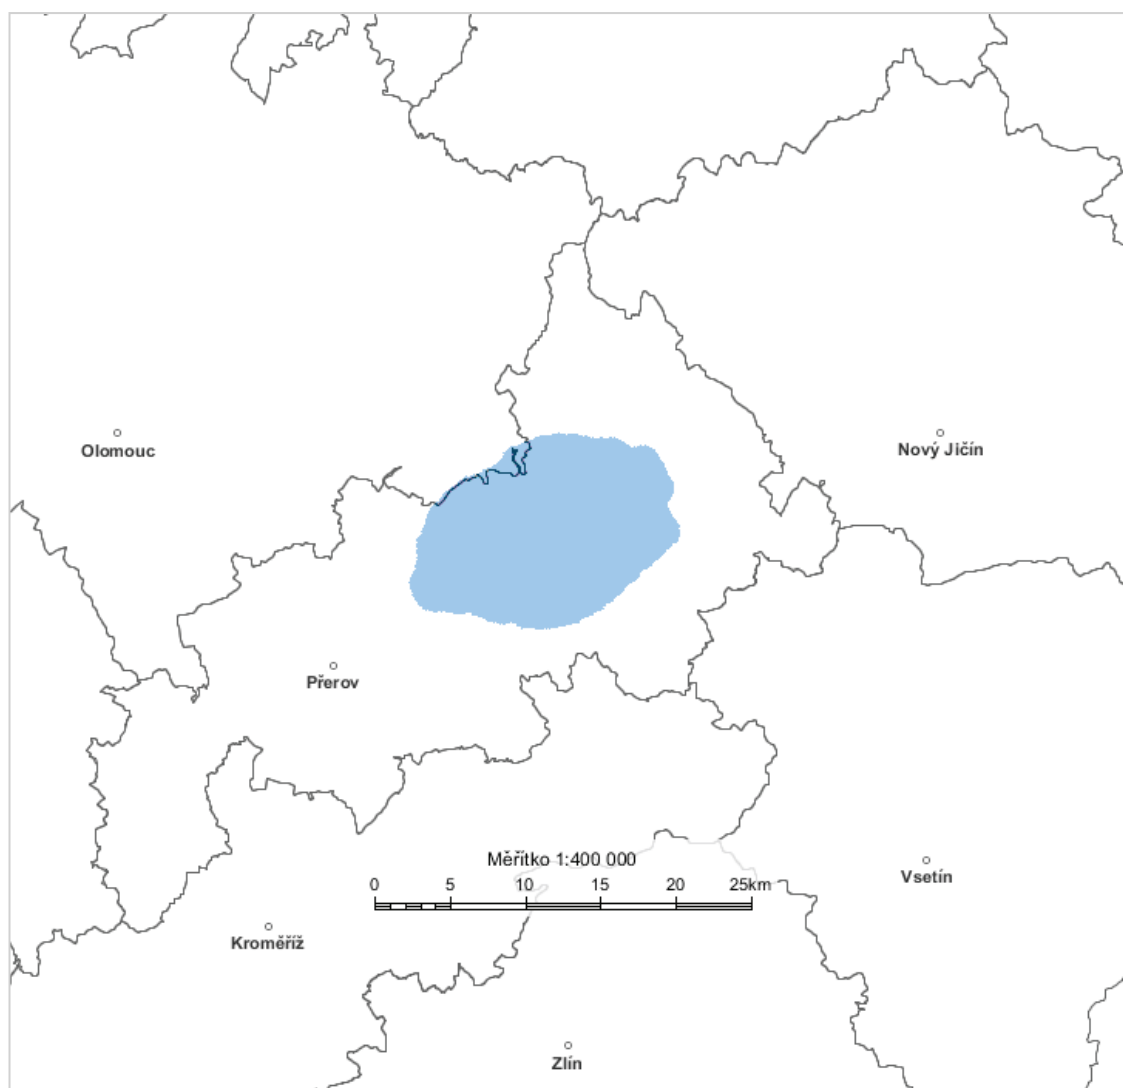 Olomouc
Nový Jičín
Přerov
Měřítko 1:400 000
0 5 10 15 20 25km
Vsetín
Kroměříž
Zlín